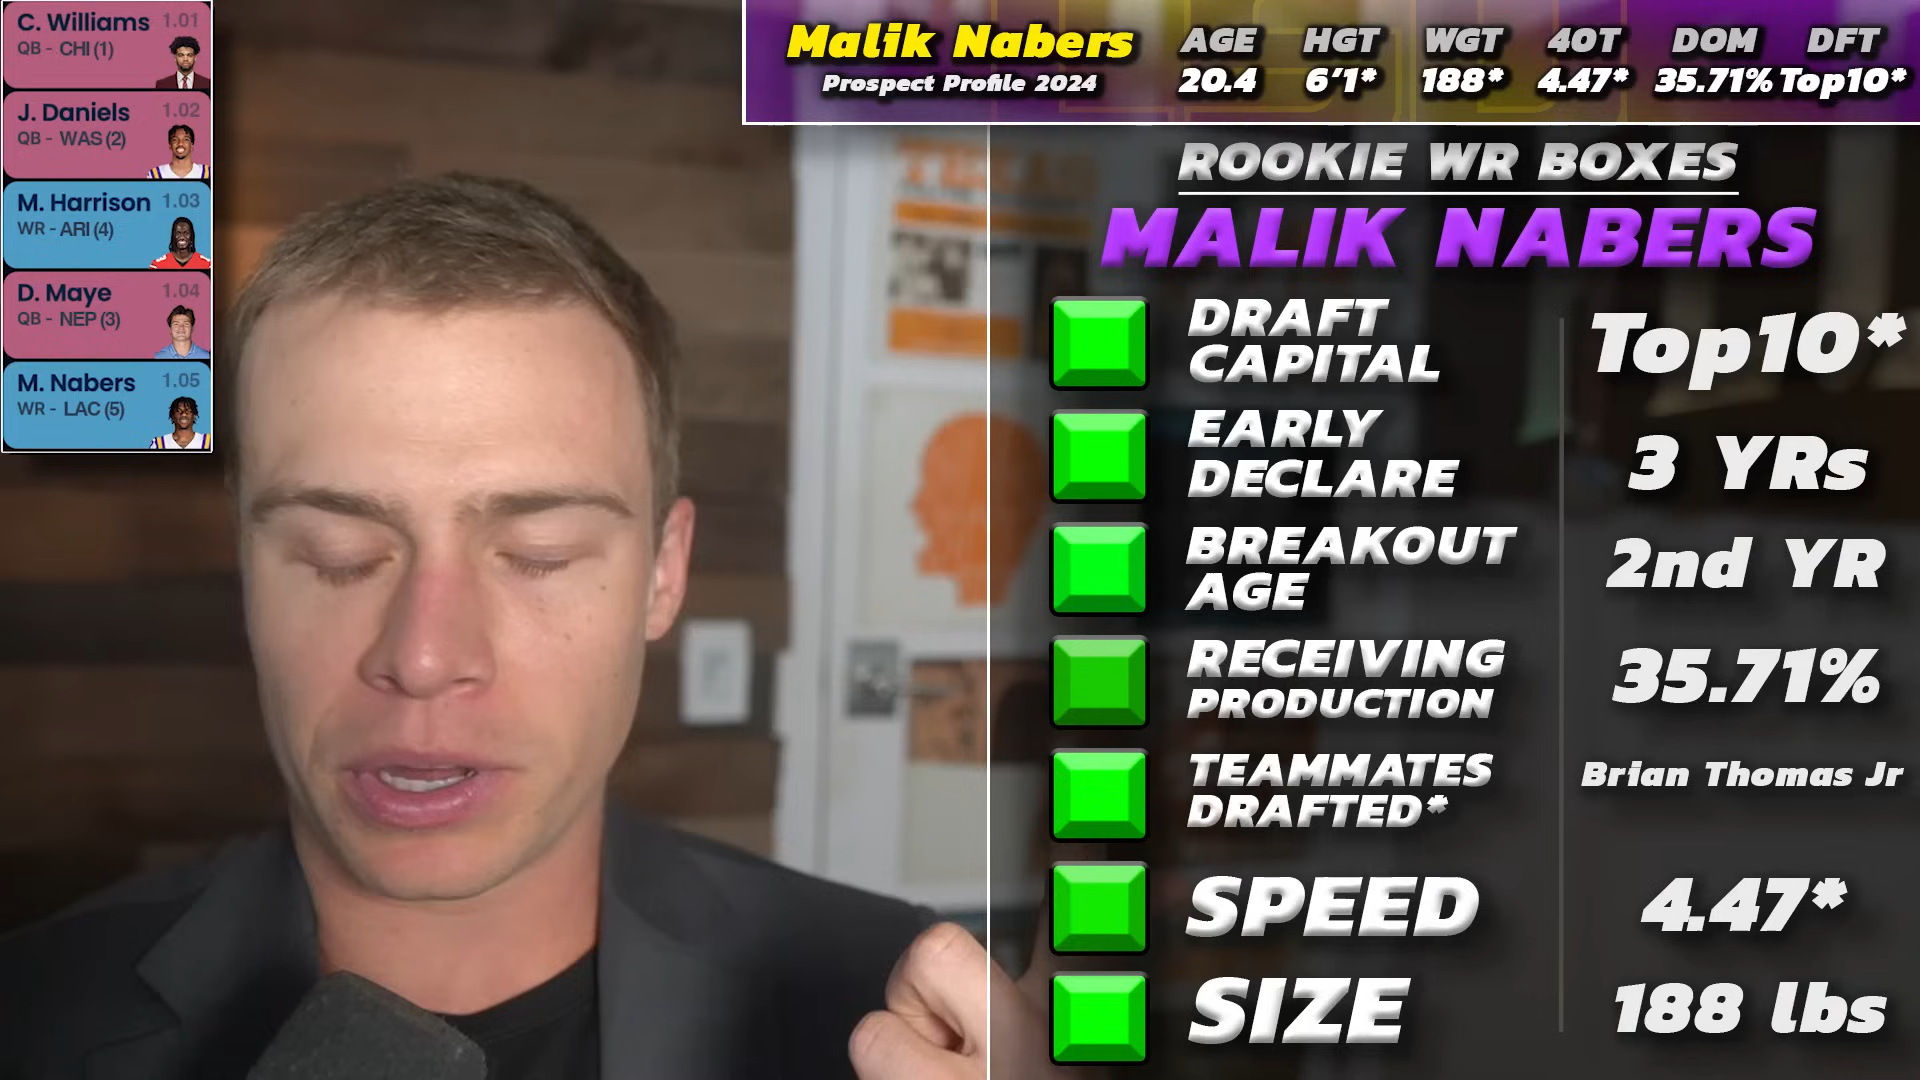 C. Williams 1.01
QB - CHI (1)
J. Daniels 1.02
QB - WAS (2)
M. Harrison 1.03
WR - ARI (4)
D. Maye 1.04
QB - NEP (3)
M. Nabers 1.05
WR - LAC (5)
Malik Nabers
Prospect Profile 2024
AGE HGT WGT 40T DOM DFT
20.4 6'1* 188* 4.47* 35.71% Top10*
ROOKIE WR BOXES
MALIK NABERS
DRAFT
CAPITAL
Top10*
EARLY
DECLARE
3 YRs
BREAKOUT
AGE
2nd YR
RECEIVING
PRODUCTION
35.71%
TEAMMATES
DRAFTED*
Brian Thomas Jr
SPEED
4.47*
SIZE
188 lbs